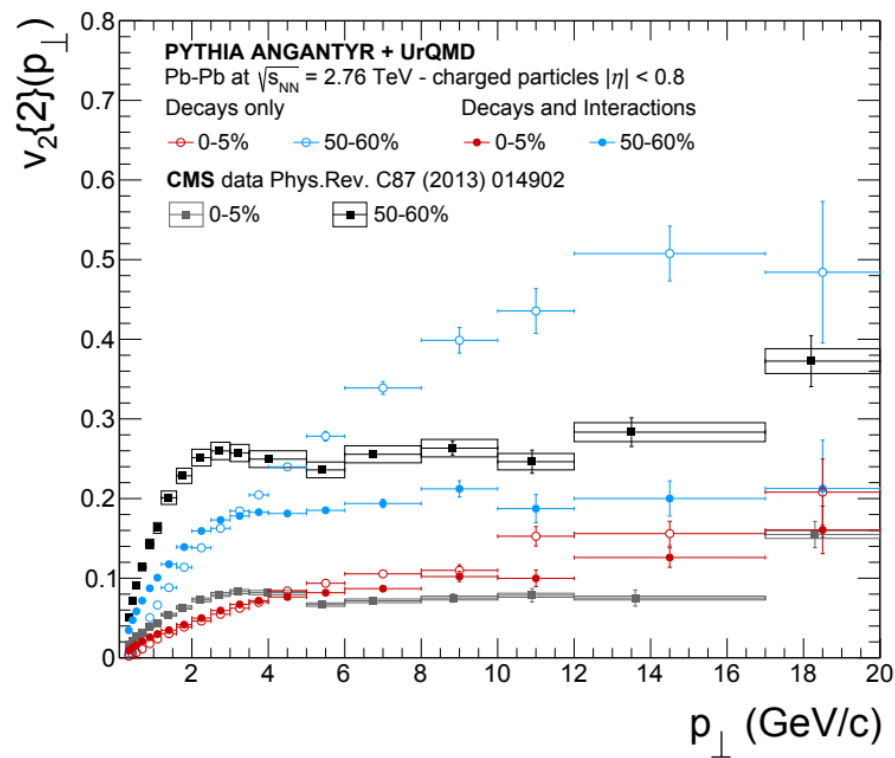 PYTHIA ANGANTYR + UrQMD
Pb-Pb at √s_NN = 2.76 TeV - charged particles |η| < 0.8
Decays only Decays and Interactions
0-5% 50-60% 0-5% 50-60%
CMS data Phys.Rev. C87 (2013) 014902
0-5% 50-60%
v₂{2}(p⊥)
0.8
0.7
0.6
0.5
0.4
0.3
0.2
0.1
0
0 2 4 6 8 10 12 14 16 18 20
p⊥ (GeV/c)